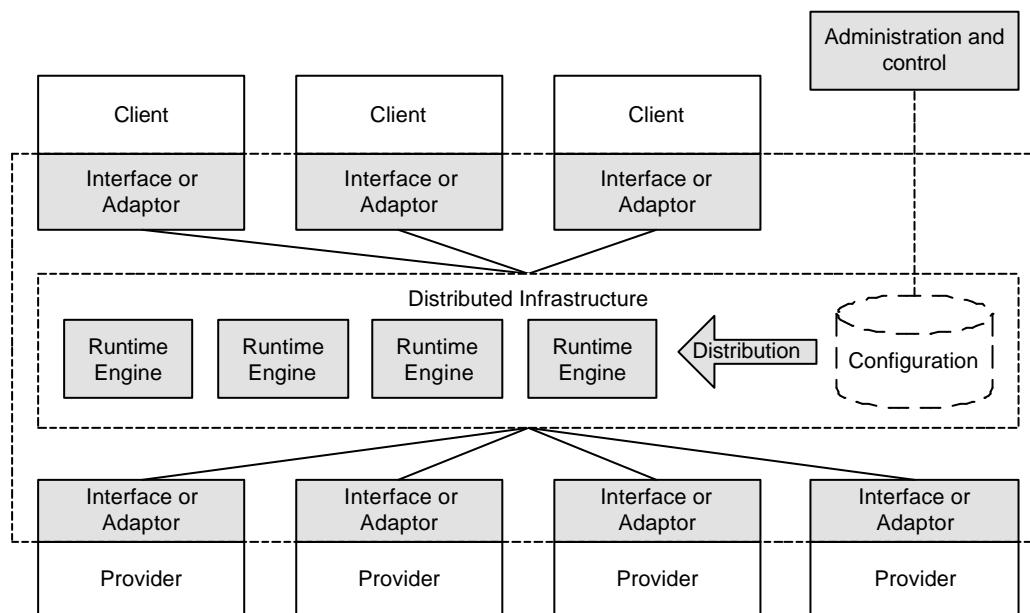 Administration and
control
Client
Client
Client
Interface or
Adaptor
Interface or
Adaptor
Interface or
Adaptor
Distributed Infrastructure
Runtime
Engine
Runtime
Engine
Runtime
Engine
Runtime
Engine
Distribution
Configuration
Interface or
Adaptor
Interface or
Adaptor
Interface or
Adaptor
Interface or
Adaptor
Provider
Provider
Provider
Provider